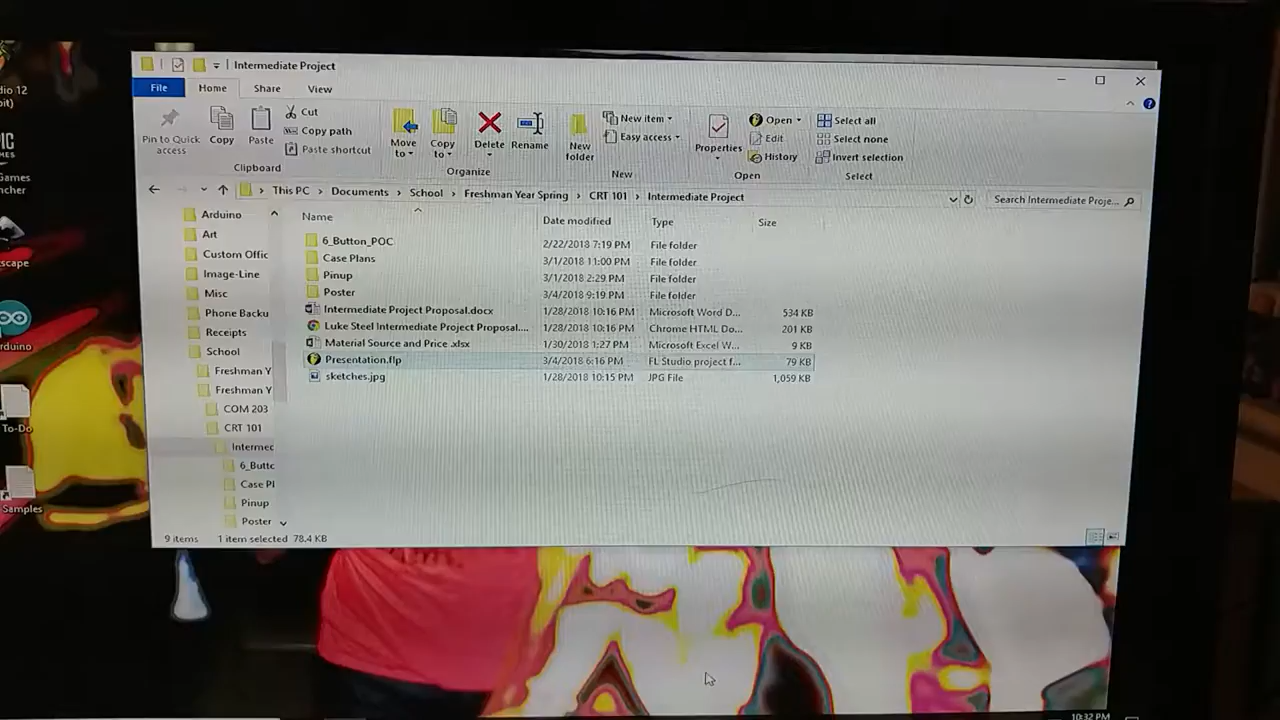 Intermediate Project
File Home Share View
Pin to Quick access
Copy
Paste
Cut
Copy path
Paste shortcut
Clipboard
Move to
Copy to
Delete
Rename
Organize
New folder
New item
Easy access
New
Properties
Open
Edit
History
Open
Select all
Select none
Invert selection
Select
This PC > Documents > School > Freshman Year Spring > CRT 101 > Intermediate Project
Search Intermediate Proje...
Name Date modified Type Size
6_Button_POC 2/22/2018 7:19 PM File folder
Case Plans 3/1/2018 11:00 PM File folder
Pinup 3/1/2018 2:29 PM File folder
Poster 3/4/2018 9:19 PM File folder
Intermediate Project Proposal.docx 1/28/2018 10:16 PM Microsoft Word D... 534 KB
Luke Steel Intermediate Project Proposal.... 1/28/2018 10:16 PM Chrome HTML Do... 201 KB
Material Source and Price .xlsx 1/30/2018 1:27 PM Microsoft Excel W... 9 KB
Presentation.flp 3/4/2018 6:16 PM FL Studio project f... 79 KB
sketches.jpg 1/28/2018 10:15 PM JPG File 1,059 KB
Arduino
Art
Custom Offic
Image-Line
Misc
Phone Backu
Receipts
School
Freshman Y
Freshman Y
COM 203
CRT 101
Intermec
6_Buttc
Case Pl
Pinup
Poster
9 items 1 item selected 78.4 KB
dio 12
bit)
PIC
Games
ncher
scape
rduino
To-Do
Samples
10:32 PM